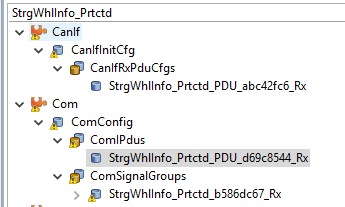 StrgWhlInfo_Prtctd
CanIf
CanIfInitCfg
CanIfRxPduCfgs
StrgWhlInfo_Prtctd_PDU_abc42fc6_Rx
Com
ComConfig
ComIPdus
StrgWhlInfo_Prtctd_PDU_d69c8544_Rx
ComSignalGroups
StrgWhlInfo_Prtctd_b586dc67_Rx